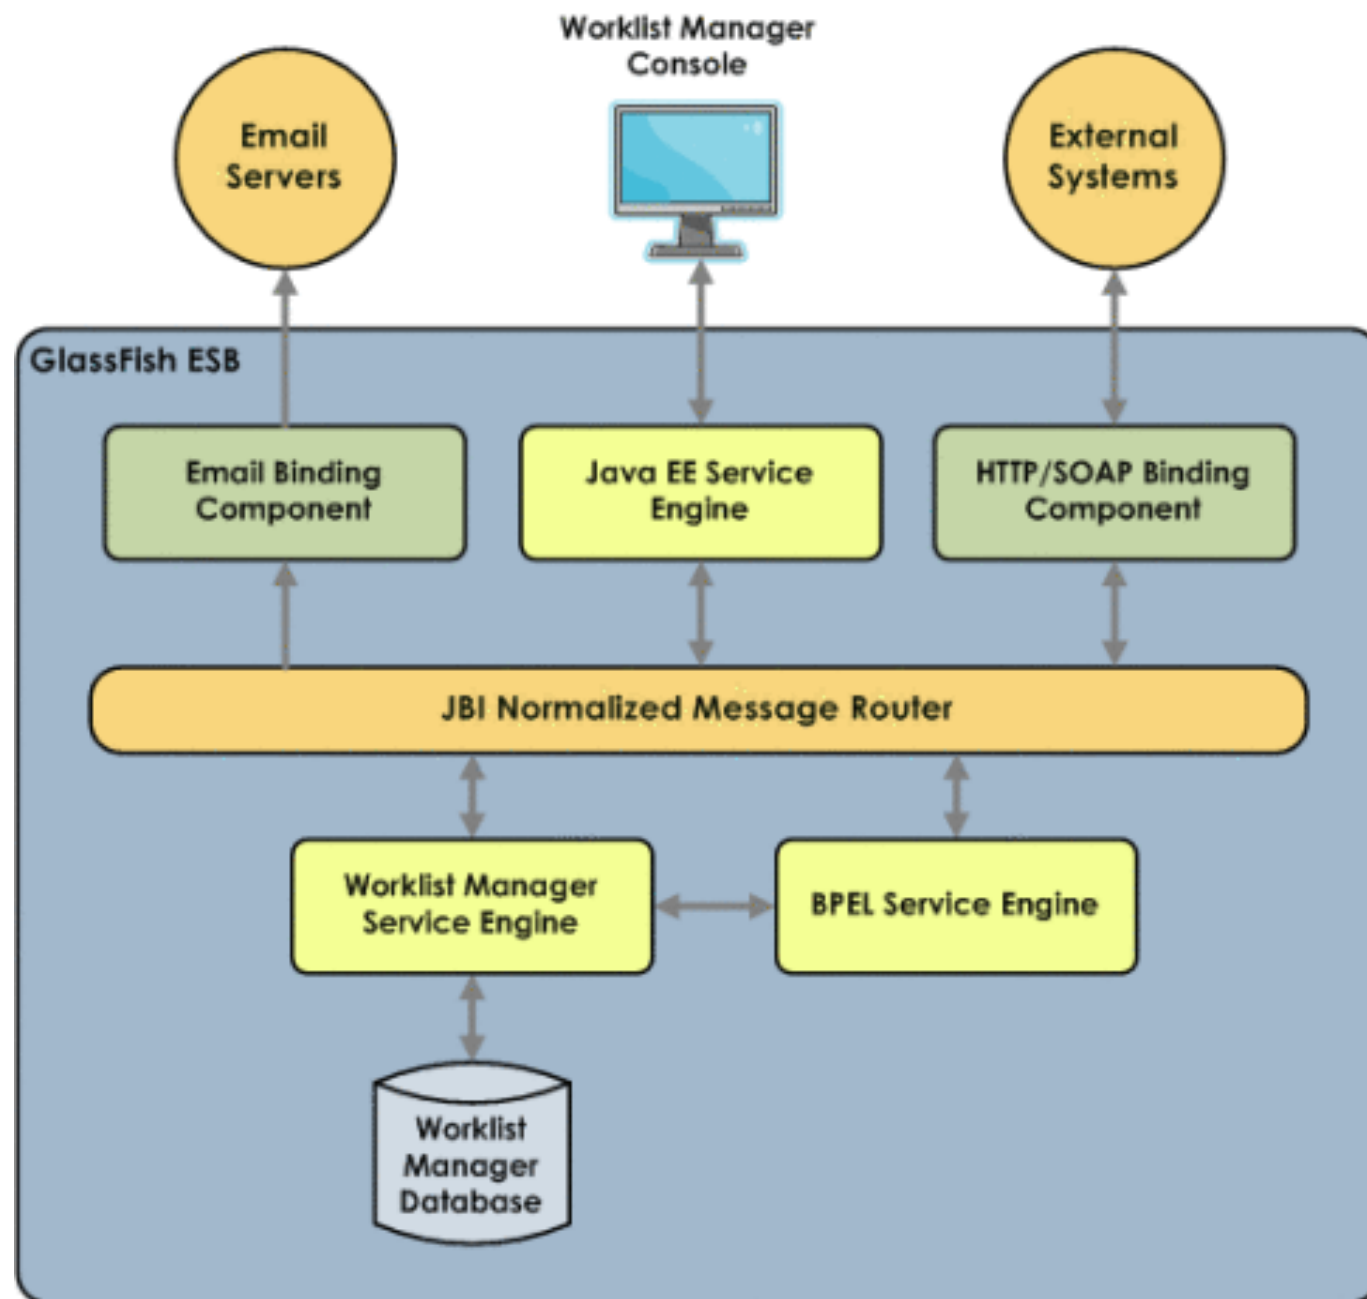 Worklist Manager
Console
Email
Servers
External
Systems
GlassFish ESB
Email Binding
Component
Java EE Service
Engine
HTTP/SOAP Binding
Component
JBI Normalized Message Router
Worklist Manager
Service Engine
BPEL Service Engine
Worklist
Manager
Database